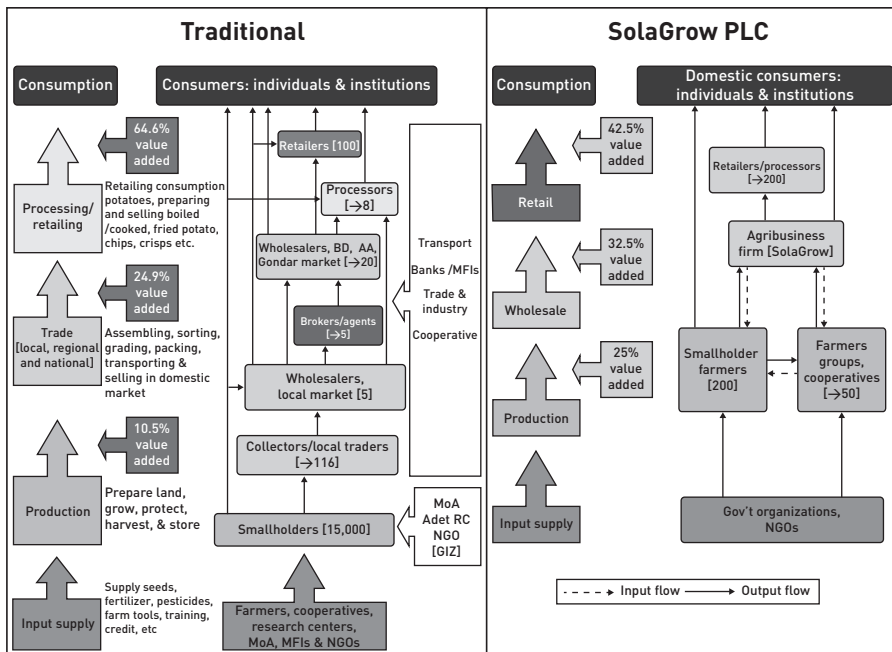 Traditional
Consumption
Consumers: individuals & institutions
64.6%
value
added
Retailers [100]
Processing/
retailing
Retailing consumption
potatoes, preparing
and selling boiled
/cooked, fried potato,
chips, crisps etc.
Processors
[→8]
Wholesalers, BD, AA,
Gondar market [→20]
24.9%
value
added
Trade
[local, regional
and national]
Assembling, sorting,
grading, packing,
transporting &
selling in domestic
market
Brokers/agents
[→5]
Transport
Banks /MFIs
Trade &
industry
Cooperative
Wholesalers,
local market [5]
10.5%
value
added
Collectors/local traders
[→116]
Production
Prepare land,
grow, protect,
harvest, & store
Smallholders [15,000]
MoA
Adet RC
NGO
[GIZ]
Input supply
Supply seeds,
fertilizer, pesticides,
farm tools, training,
credit, etc
Farmers, cooperatives,
research centers,
MoA, MFIs & NGOs
SolaGrow PLC
Consumption
Domestic consumers:
individuals & institutions
42.5%
value
added
Retail
Retailers/processors
[→200]
32.5%
value
added
Wholesale
Agribusiness
firm [SolaGrow]
25%
value
added
Production
Smallholder
farmers
[200]
Farmers
groups,
cooperatives
[→50]
Input supply
Gov't organizations,
NGOs
Input flow
Output flow